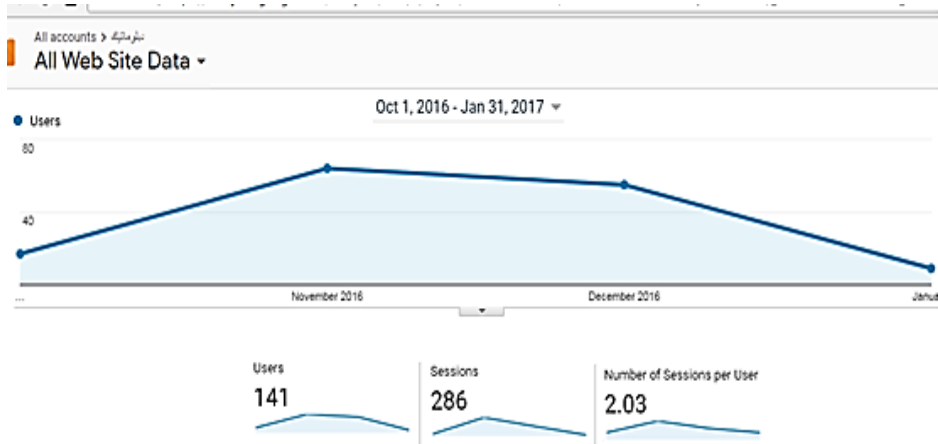 All accounts >
All Web Site Data
Oct 1, 2016 - Jan 31, 2017
Users
80
40
...
November 2016
December 2016
Janua
Users
141
Sessions
286
Number of Sessions per User
2.03